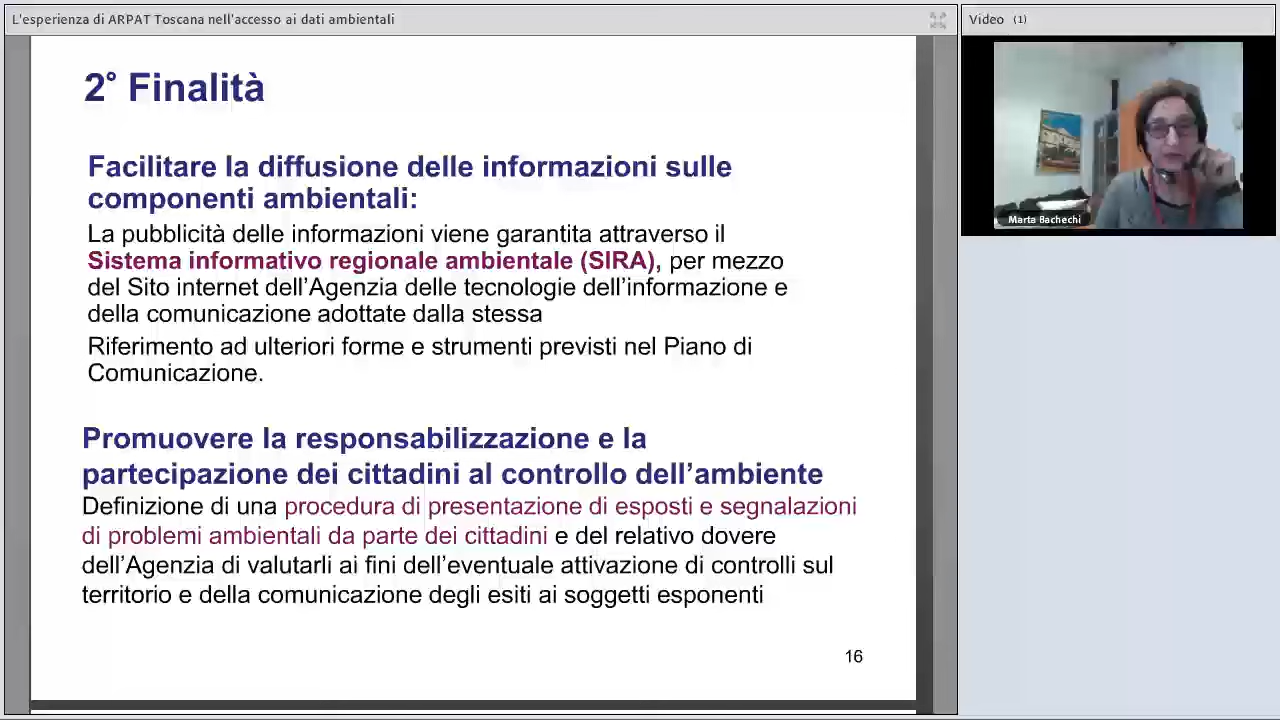 L'esperienza di ARPAT Toscana nell'accesso ai dati ambientali
Video (1)
2° Finalità
Facilitare la diffusione delle informazioni sulle
componenti ambientali:
La pubblicità delle informazioni viene garantita attraverso il
Sistema informativo regionale ambientale (SIRA), per mezzo
del Sito internet dell’Agenzia delle tecnologie dell’informazione e
della comunicazione adottate dalla stessa
Riferimento ad ulteriori forme e strumenti previsti nel Piano di
Comunicazione.
Promuovere la responsabilizzazione e la
partecipazione dei cittadini al controllo dell’ambiente
Definizione di una procedura di presentazione di esposti e segnalazioni
di problemi ambientali da parte dei cittadini e del relativo dovere
dell’Agenzia di valutarli ai fini dell’eventuale attivazione di controlli sul
territorio e della comunicazione degli esiti ai soggetti esponenti
16
Marta Bachechi